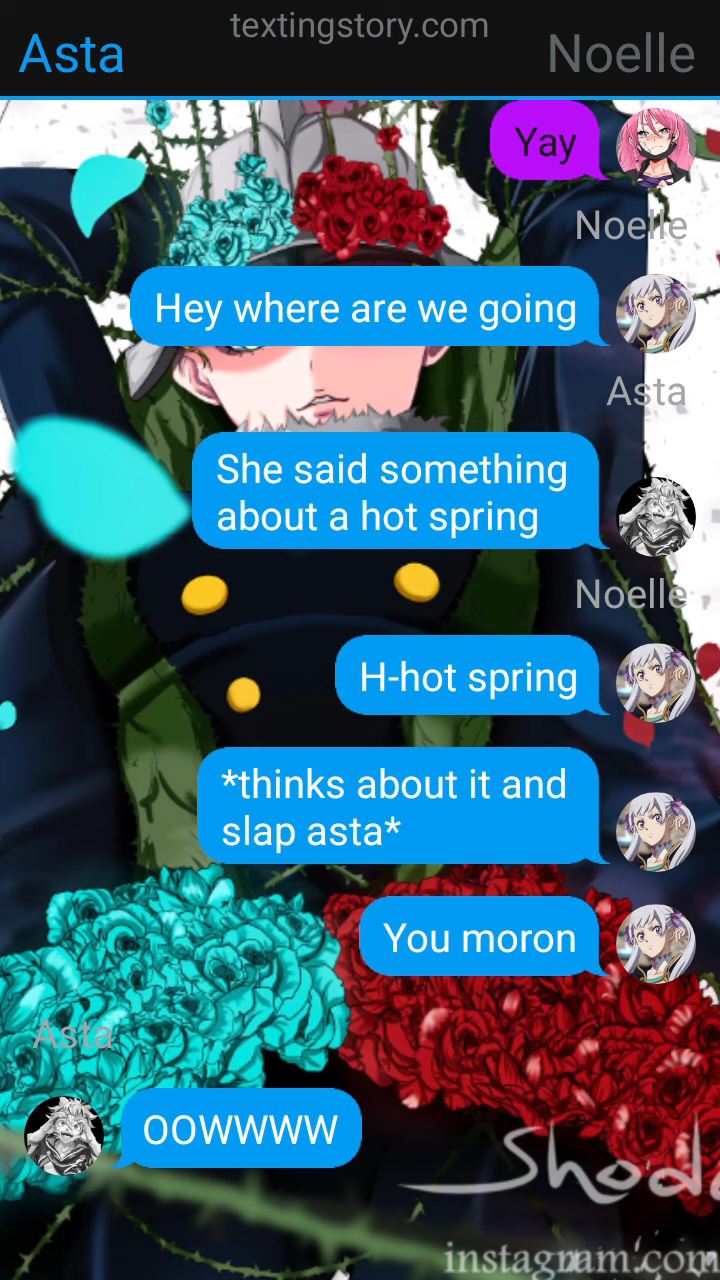 textingstory.com
Asta
Noelle
Yay
Noelle
Hey where are we going
Asta
She said something
about a hot spring
Noelle
H-hot spring
*thinks about it and
slap asta*
You moron
Asta
OOWWWW
Shod
instagram.com